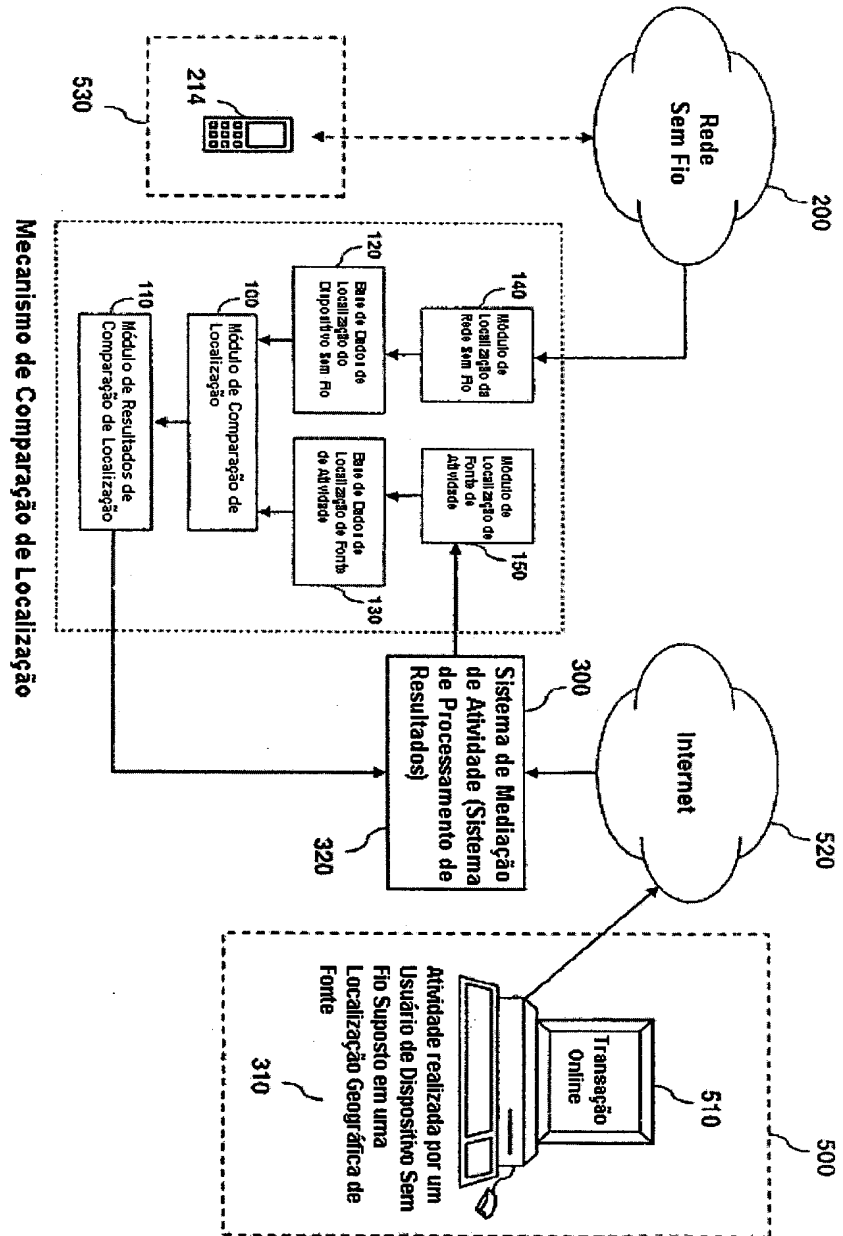 Rede
Sem Fio
200
530
214
140
Módulo de
Localização da
Rede Sem Fio
120
Base de Dados de
Localização do
Dispositivo Sem Fio
100
Módulo de Comparação de
Localização
110
Módulo de Resultados de
Comparação de Localização
Módulo de
Localização de
Fonte de
Atividade
150
Base de Dados de
Localização de Fonte
de Atividade
130
Mecanismo de Comparação de Localização
Internet
520
300
Sistema de Mediação
de Atividade (Sistema
de Processamento de
Resultados)
320
500
510
Transação
Online
Atividade realizada por um
Usuário de Dispositivo Sem
Fio Suposto em uma
Localização Geográfica de
Fonte
310